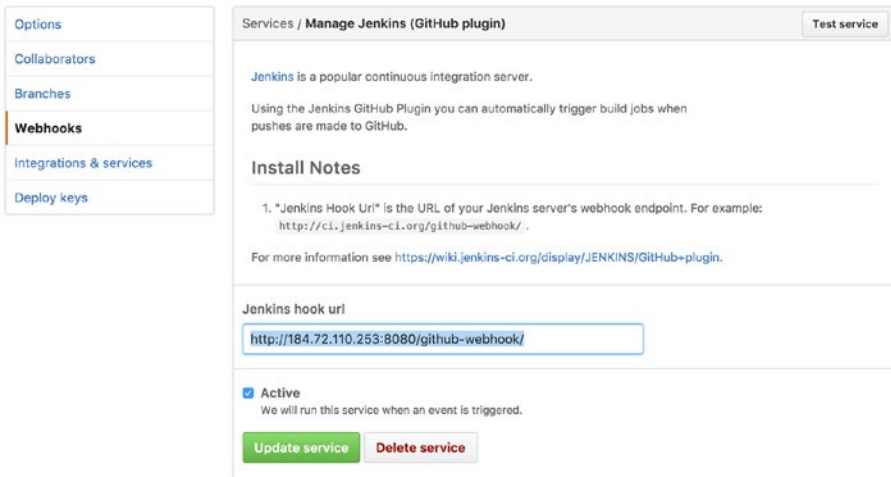 Options
Collaborators
Branches
Webhooks
Integrations & services
Deploy keys
Services / Manage Jenkins (GitHub plugin)
Test service
Jenkins is a popular continuous integration server.
Using the Jenkins GitHub Plugin you can automatically trigger build jobs when
pushes are made to GitHub.
Install Notes
1. "Jenkins Hook Url" is the URL of your Jenkins server's webhook endpoint. For example:
http://ci.jenkins-ci.org/github-webhook/ .
For more information see https://wiki.jenkins-ci.org/display/JENKINS/GitHub+plugin.
Jenkins hook url
http://184.72.110.253:8080/github-webhook/
Active
We will run this service when an event is triggered.
Update service
Delete service